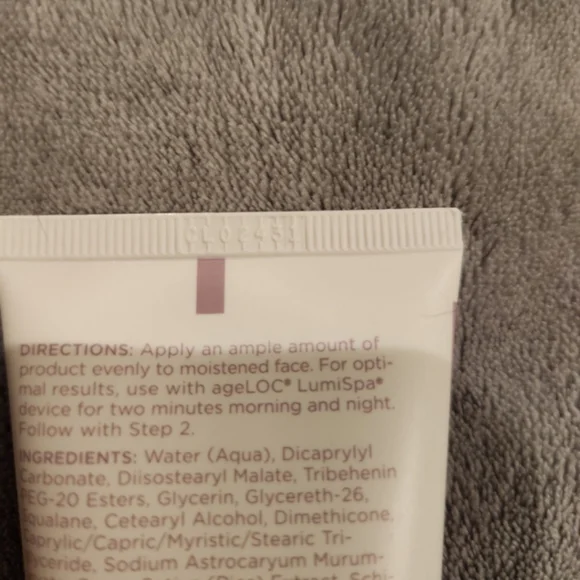 DIRECTIONS: Apply an ample amount of
product evenly to moistened face. For opti-
mal results, use with ageLOC® LumiSpa®
device for two minutes morning and night.
Follow with Step 2.
INGREDIENTS: Water (Aqua), Dicaprylyl
Carbonate, Diisostearyl Malate, Tribehenin
PEG-20 Esters, Glycerin, Glycereth-26,
Squalane, Cetearyl Alcohol, Dimethicone,
Caprylic/Capric/Myristic/Stearic Tri-
glyceride, Sodium Astrocaryum Murum-